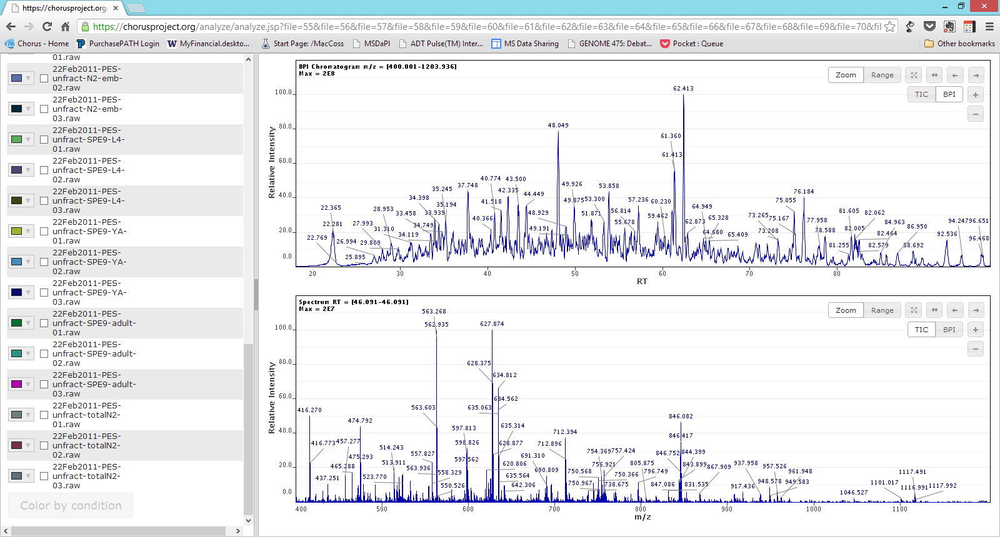 https://chorusproject.org/
https://chorusproject.org/analyze/analyze.jsp?file=55&file=56&file=57&file=58&file=59&file=60&file=61&file=62&file=63&file=64&file=65&file=66&file=67&file=68&file=69&file=70&fil
Chorus - Home PurchasePATH Login MyFinancial.deskto... Start Page: /MacCoss MSDaPI ADT Pulse(TM) Inter... MS Data Sharing GENOME 475: Debat... Pocket : Queue Other bookmarks
01.raw
22Feb2011-PES-
unfract-N2-emb-
02.raw
22Feb2011-PES-
unfract-N2-emb-
03.raw
22Feb2011-PES-
unfract-SPE9-L4-
01.raw
22Feb2011-PES-
unfract-SPE9-L4-
02.raw
22Feb2011-PES-
unfract-SPE9-L4-
03.raw
22Feb2011-PES-
unfract-SPE9-YA-
01.raw
22Feb2011-PES-
unfract-SPE9-YA-
02.raw
22Feb2011-PES-
unfract-SPE9-YA-
03.raw
22Feb2011-PES-
unfract-SPE9-adult-
01.raw
22Feb2011-PES-
unfract-SPE9-adult-
02.raw
22Feb2011-PES-
unfract-SPE9-adult-
03.raw
22Feb2011-PES-
unfract-totalN2-
01.raw
22Feb2011-PES-
unfract-totalN2-
02.raw
22Feb2011-PES-
unfract-totalN2-
03.raw
Color by condition
BPI Chromatogram m/z = [400.001-1203.936]
Max = 2E8
Zoom Range
TIC BPI
Relative Intensity
100.0
80.0
60.0
40.0
20.0
0.0
62.413
48.049
61.360
61.413
40.774 43.500
37.748 49.926 53.858
35.245 42.335 44.449 76.184
34.398 41.518 49.875 53.300 57.236 60.230 75.055
22.365 28.953 33.458 33.939 35.194 48.929 51.871 56.814 59.462 64.949 81.605 82.062
22.281 27.993 34.749 40.366 55.678 62.873 65.328 73.265 75.167 77.958 84.963 94.247 96.651
31.310 49.191 64.680 65.409 73.208 78.588 82.005 82.464 86.950 92.536
22.769 26.994 29.809 34.119 81.255 82.579 88.692 96.468
25.895
20 30 40 50 60 70 80
RT
Spectrum RT = [46.091-46.091]
Max = 2E7
Zoom Range
TIC BPI
Relative Intensity
100.0
80.0
60.0
40.0
20.0
0.0
563.268
562.935 627.874
628.375
634.812
634.562
416.270 563.603 635.063
474.792 597.813 635.314 712.394 846.082
416.773 457.277 514.243 598.826 628.877 712.896 846.417
475.293 557.827 597.562 691.310 754.369 757.424 846.752 844.399
465.288 513.911 563.936 620.806 690.809 756.921 805.875 843.899 867.909 937.958 957.526
437.251 523.770 558.329 635.564 750.568 750.366 796.749 961.948 1117.491
550.526 642.306 750.967 738.675 847.086 831.535 917.436 948.578 949.583 1101.017 1116.991 1117.992
1046.527
400 500 600 700 800 900 1000 1100
m/z